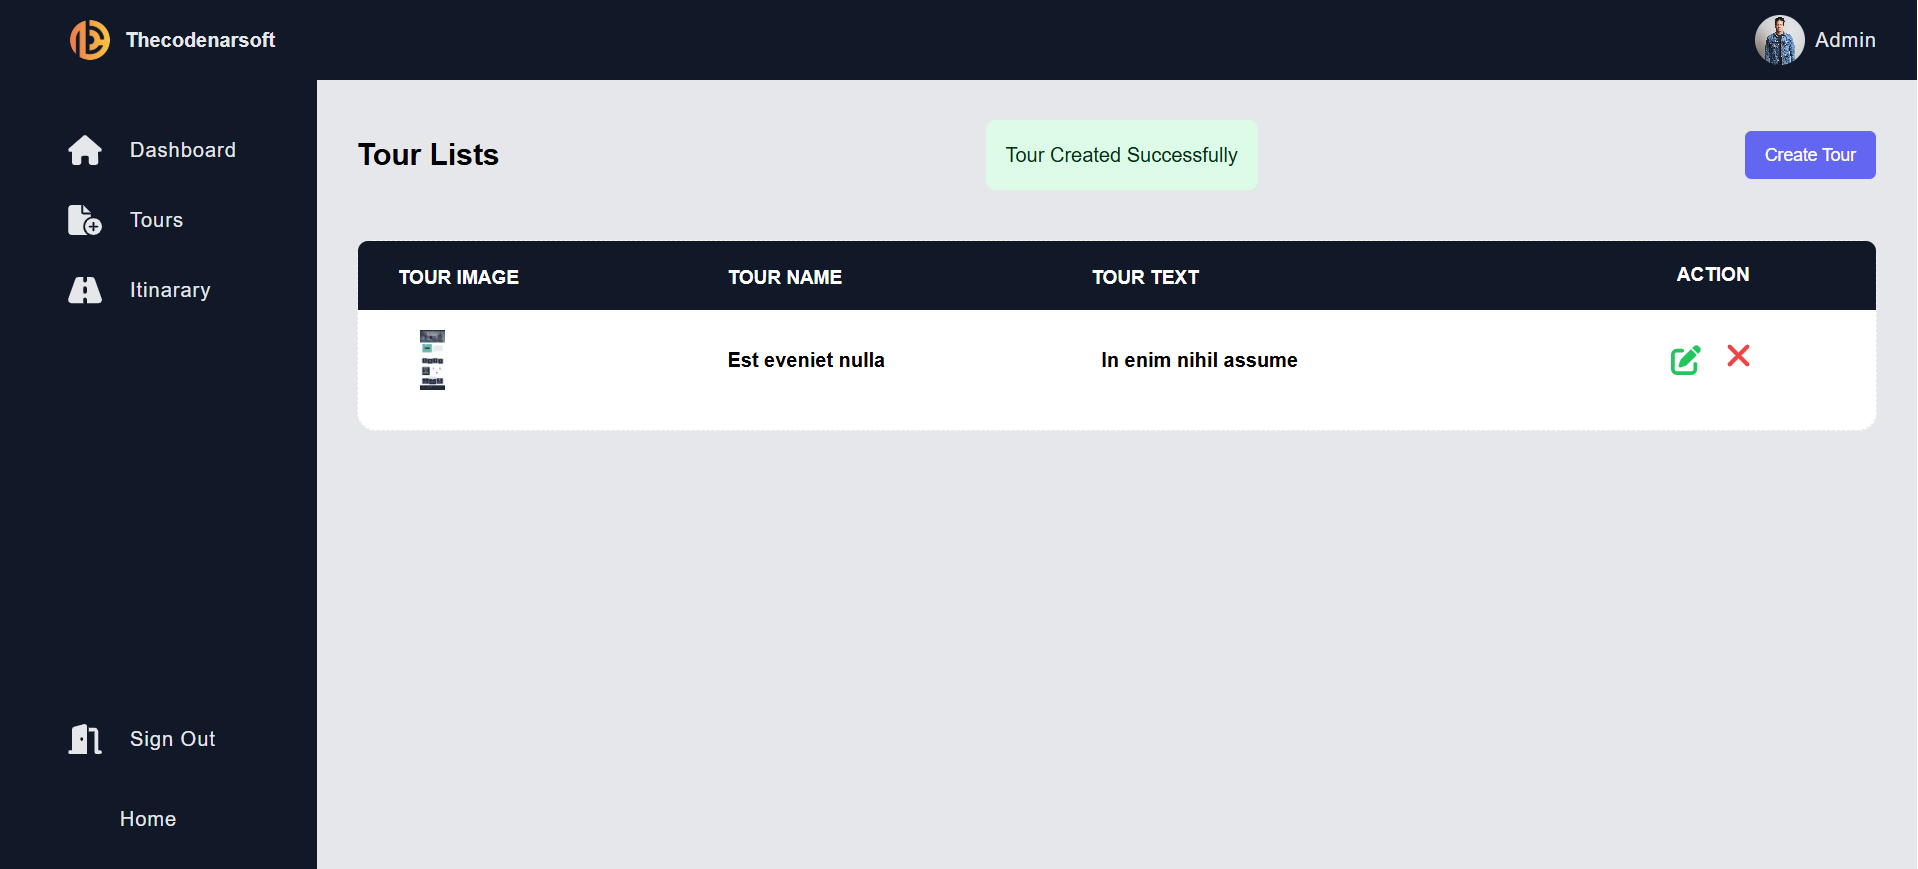 Thecodenarsoft
Admin
Dashboard
Tours
Itinarary
Sign Out
Home
Tour Lists
Tour Created Successfully
Create Tour
TOUR IMAGE TOUR NAME TOUR TEXT ACTION
Est eveniet nulla In enim nihil assume